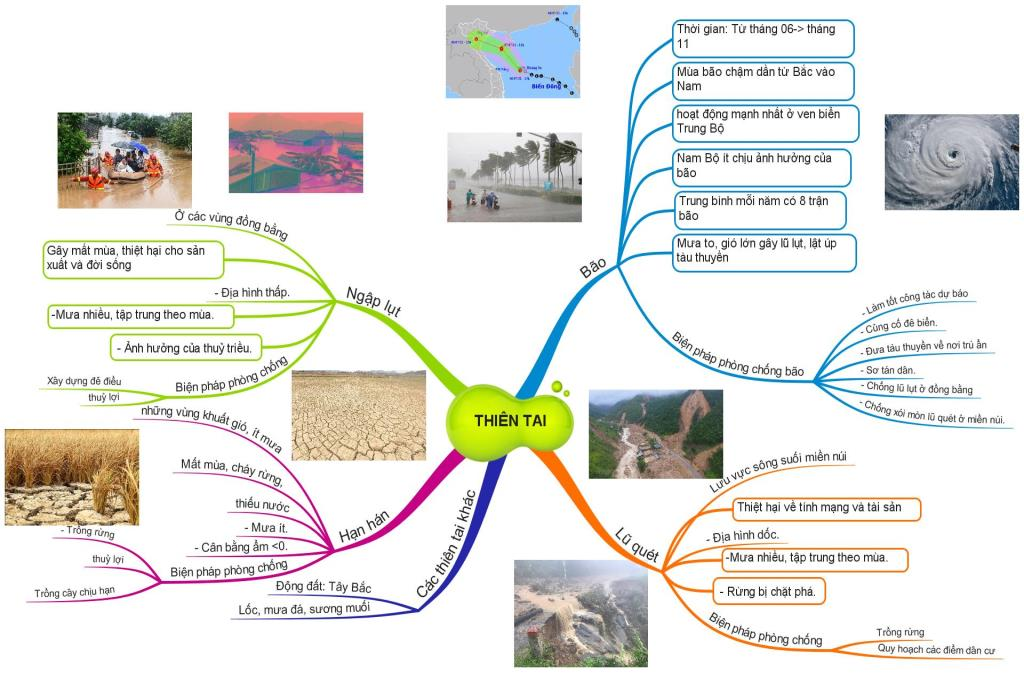 THIÊN TAI
Bão
Thời gian: Từ tháng 06-> tháng
11
Mùa bão chậm dần từ Bắc vào
Nam
hoạt động mạnh nhất ở ven biển
Trung Bộ
Nam Bộ ít chịu ảnh hưởng của
bão
Trung bình mỗi năm có 8 trận
bão
Mưa to, gió lớn gây lũ lụt, lật úp
tàu thuyền
Biện pháp phòng chống bão
- Làm tốt công tác dự báo
- Củng cố đê biển.
- Đưa tàu thuyền về nơi trú ẩn
- Sơ tán dân.
- Chống lũ lụt ở đồng bằng
- Chống xói mòn lũ quét ở miền núi.
Lũ quét
Lưu vực sông suối miền núi
Thiệt hại về tính mạng và tài sản
- Địa hình dốc.
-Mưa nhiều, tập trung theo mùa.
- Rừng bị chặt phá.
Biện pháp phòng chống
Trồng rừng
Quy hoạch các điểm dân cư
Các thiên tai khác
Động đất: Tây Bắc
Lốc, mưa đá, sương muối
Hạn hán
những vùng khuất gió, ít mưa
Mất mùa, cháy rừng,
thiếu nước
- Mưa ít.
- Cân bằng ẩm <0.
Biện pháp phòng chống
- Trồng rừng
thuỷ lợi
Trồng cây chịu hạn
Ngập lụt
Ở các vùng đồng bằng
Gây mất mùa, thiệt hại cho sản
xuất và đời sống
- Địa hình thấp.
-Mưa nhiều, tập trung theo mùa.
- Ảnh hưởng của thuỷ triều.
Biện pháp phòng chống
Xây dựng đê điều
thuỷ lợi
Biển Đông